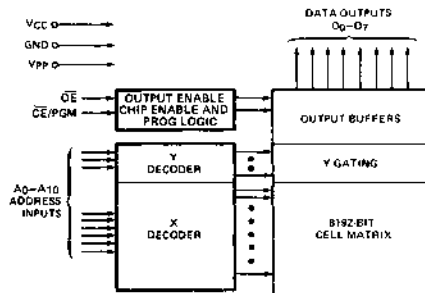 VCC
GND
VPP
DATA OUTPUTS
O0–O7
OE
CE/PGM
OUTPUT ENABLE
CHIP ENABLE AND
PROG LOGIC
OUTPUT BUFFERS
A0–A10
ADDRESS
INPUTS
Y
DECODER
Y GATING
X
DECODER
8192-BIT
CELL MATRIX